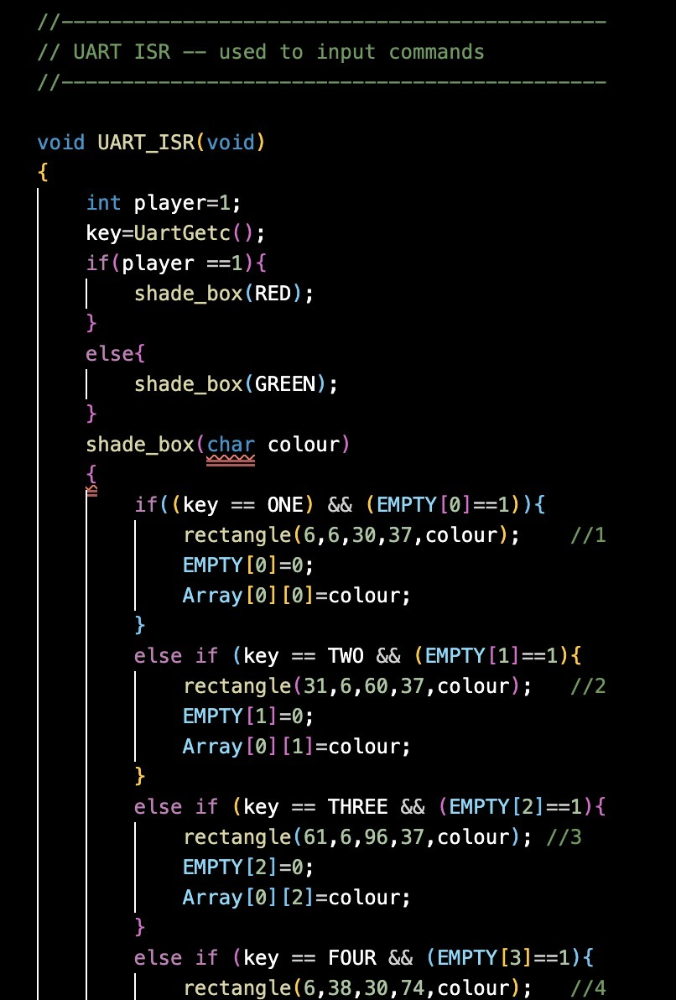 //---------------------------------------------
// UART ISR -- used to input commands
//---------------------------------------------
void UART_ISR(void)
{
    int player=1;
    key=UartGetc();
    if(player ==1){
        shade_box(RED);
    }
    else{
        shade_box(GREEN);
    }
    shade_box(char colour)
    {
        if((key == ONE) && (EMPTY[0]==1)){
            rectangle(6,6,30,37,colour);    //1
            EMPTY[0]=0;
            Array[0][0]=colour;
        }
        else if (key == TWO && (EMPTY[1]==1){
            rectangle(31,6,60,37,colour);   //2
            EMPTY[1]=0;
            Array[0][1]=colour;
        }
        else if (key == THREE && (EMPTY[2]==1){
            rectangle(61,6,96,37,colour); //3
            EMPTY[2]=0;
            Array[0][2]=colour;
        }
        else if (key == FOUR && (EMPTY[3]==1){
            rectangle(6,38,30,74,colour);   //4